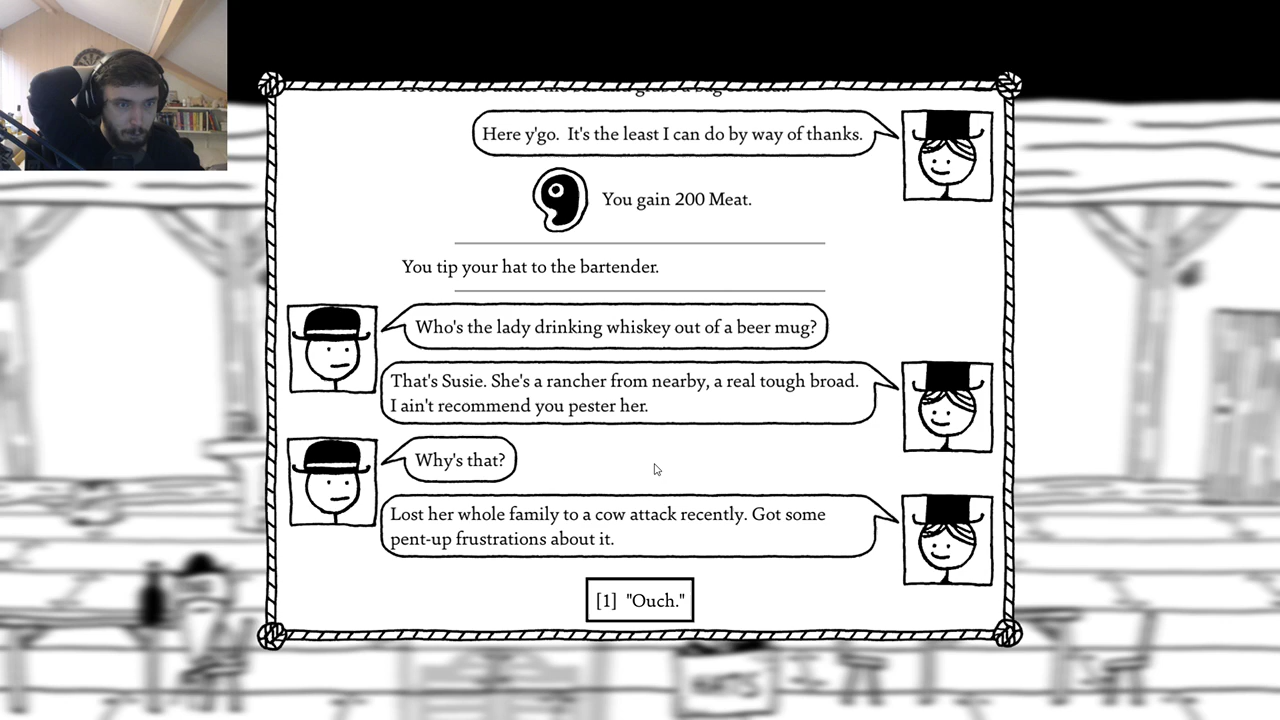 Here y'go.  It's the least I can do by way of thanks.
You gain 200 Meat.
You tip your hat to the bartender.
Who's the lady drinking whiskey out of a beer mug?
That's Susie. She's a rancher from nearby, a real tough broad.
I ain't recommend you pester her.
Why's that?
Lost her whole family to a cow attack recently. Got some
pent-up frustrations about it.
[1]  "Ouch."
HATS